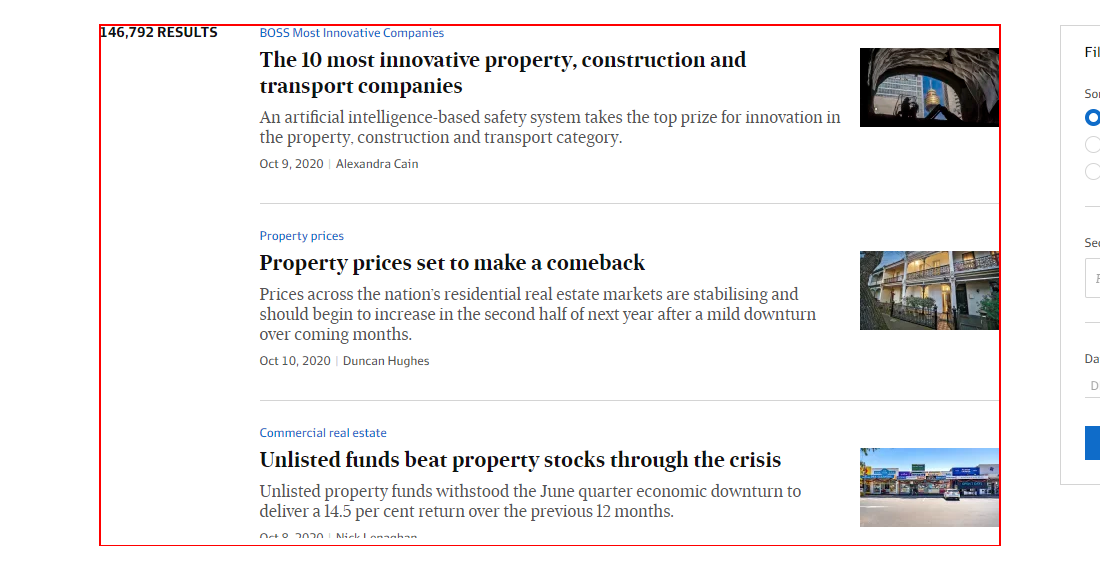 146,792 RESULTS
BOSS Most Innovative Companies
The 10 most innovative property, construction and
transport companies
An artificial intelligence-based safety system takes the top prize for innovation in
the property, construction and transport category.
Oct 9, 2020 | Alexandra Cain
Property prices
Property prices set to make a comeback
Prices across the nation's residential real estate markets are stabilising and
should begin to increase in the second half of next year after a mild downturn
over coming months.
Oct 10, 2020 | Duncan Hughes
Commercial real estate
Unlisted funds beat property stocks through the crisis
Unlisted property funds withstood the June quarter economic downturn to
deliver a 14.5 per cent return over the previous 12 months.
Oct 8, 2020 | Nick Lenaghan